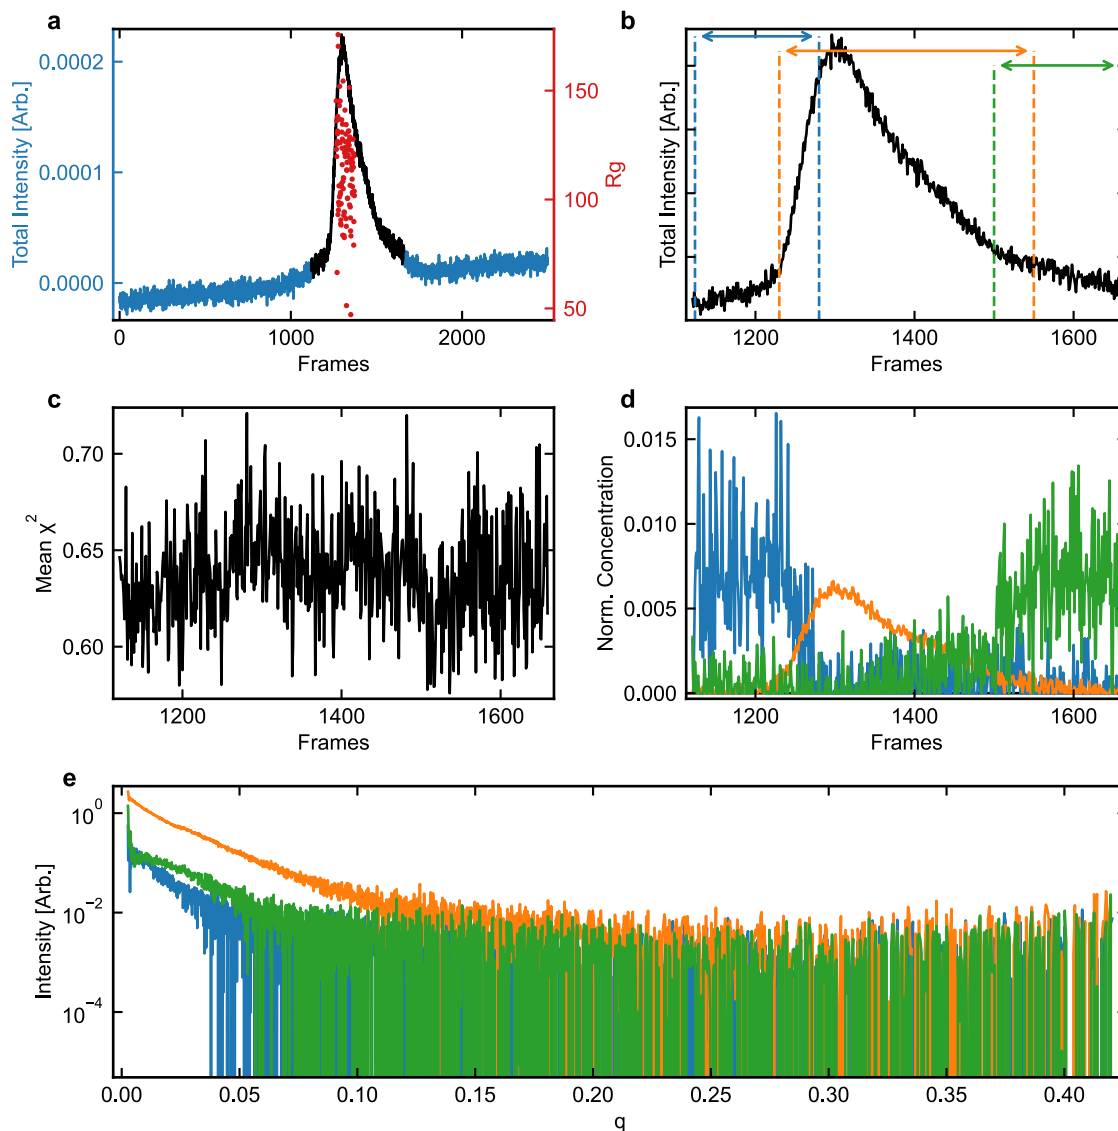 a
Total Intensity [Arb.]
0.0002
0.0001
0.0000
150
100
50
Rg
0
1000
2000
Frames
b
Total Intensity [Arb.]
1200
1400
1600
Frames
c
Mean χ²
0.70
0.65
0.60
1200
1400
1600
Frames
d
Norm. Concentration
0.015
0.010
0.005
0.000
1200
1400
1600
Frames
e
Intensity [Arb.]
10⁰
10⁻²
10⁻⁴
0.00
0.05
0.10
0.15
0.20
0.25
0.30
0.35
0.40
q